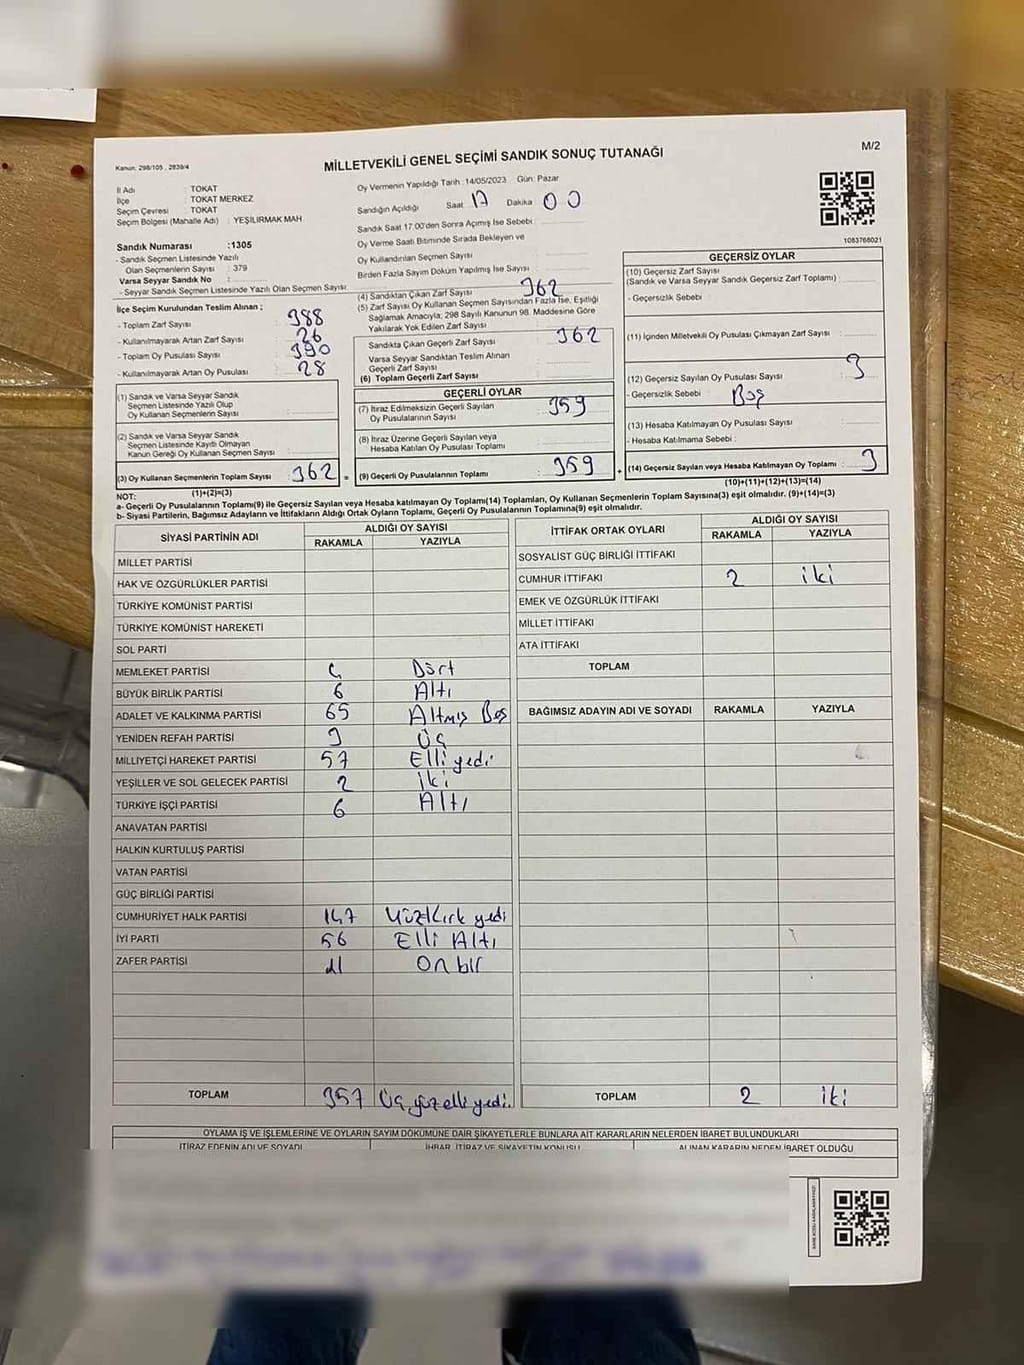 Kanun: 298/105 , 2839/4
MİLLETVEKİLİ GENEL SEÇİMİ SANDIK SONUÇ TUTANAĞI
M/2
İl Adı : TOKAT
İlçe : TOKAT MERKEZ
Seçim Çevresi : TOKAT
Seçim Bölgesi (Mahalle Adı) : YEŞİLIRMAK MAH.
Sandık Numarası :1305
- Sandık Seçmen Listesinde Yazılı
Olan Seçmenlerin Sayısı : 379
Varsa Seyyar Sandık No :
- Seyyar Sandık Seçmen Listesinde Yazılı Olan Seçmen Sayısı
Oy Vermenin Yapıldığı Tarih :14/05/2023 Gün: Pazar
Sandığın Açıldığı Saat 17 Dakika 00
Sandık Saat 17:00'den Sonra Açımış İse Sebebi :
Oy Verme Saati Bitiminde Sırada Bekleyen ve
Oy Kullandırılan Seçmen Sayısı :
Birden Fazla Sayım Döküm Yapılmış İse Sayısı :
1083768021
İlçe Seçim Kurulundan Teslim Alınan ;
- Toplam Zarf Sayısı : 388
- Kullanılmayarak Artan Zarf Sayısı : 26
- Toplam Oy Pusulası Sayısı : 390
- Kullanılmayarak Artan Oy Pusulası : 28
(1) Sandık ve Varsa Seyyar Sandık
Seçmen Listesinde Yazılı Olup
Oy Kullanan Seçmenlerin Sayısı :
(2) Sandık ve Varsa Seyyar Sandık
Seçmen Listesinde Kayıtlı Olmayan
Kanun Gereği Oy Kullanan Seçmen Sayısı :
(3) Oy Kullanan Seçmenlerin Toplam Sayısı : 362 =
(1)+(2)=(3)
(4) Sandıktan Çıkan Zarf Sayısı : 362
(5) Zarf Sayısı Oy Kullanan Seçmen Sayısından Fazla İse, Eşitliği
Sağlamak Amacıyla; 298 Sayılı Kanunun 98. Maddesine Göre
Yakılarak Yok Edilen Zarf Sayısı :
Sandıkta Çıkan Geçerli Zarf Sayısı : 362
Varsa Seyyar Sandıktan Teslim Alınan
Geçerli Zarf Sayısı :
(6) Toplam Geçerli Zarf Sayısı :
GEÇERLİ OYLAR
(7) İtiraz Edilmeksizin Geçerli Sayılan
Oy Pusulalarının Sayısı : 359
(8) İtiraz Üzerine Geçerli Sayılan veya
Hesaba Katılan Oy Pusulası Toplamı :
(9) Geçerli Oy Pusulalarının Toplamı : 359 +
GEÇERSİZ OYLAR
(10) Geçersiz Zarf Sayısı
(Sandık ve Varsa Seyyar Sandık Geçersiz Zarf Toplamı) :
- Geçersizlik Sebebi :
(11) İçinden Milletvekili Oy Pusulası Çıkmayan Zarf Sayısı :
(12) Geçersiz Sayılan Oy Pusulası Sayısı : 3
- Geçersizlik Sebebi : Boş
(13) Hesaba Katılmayan Oy Pusulası Sayısı :
- Hesaba Katılmama Sebebi :
(14) Geçersiz Sayılan veya Hesaba Katılmayan Oy Toplamı : 3
(10)+(11)+(12)+(13)=(14)
NOT:
a- Geçerli Oy Pusulalarının Toplamı(9) ile Geçersiz Sayılan veya Hesaba katılmayan Oy Toplamı(14) Toplamları, Oy Kullanan Seçmenlerin Toplam Sayısına(3) eşit olmalıdır. (9)+(14)=(3)
b- Siyasi Partilerin, Bağımsız Adayların ve İttifakların Aldığı Ortak Oyların Toplamı, Geçerli Oy Pusulalarının Toplamına(9) eşit olmalıdır.
SİYASİ PARTİNİN ADI ALDIĞI OY SAYISI
RAKAMLA YAZIYLA
MİLLET PARTİSİ
HAK VE ÖZGÜRLÜKLER PARTİSİ
TÜRKİYE KOMÜNİST PARTİSİ
TÜRKİYE KOMÜNİST HAREKETİ
SOL PARTİ
MEMLEKET PARTİSİ 4 Dört
BÜYÜK BİRLİK PARTİSİ 6 Altı
ADALET VE KALKINMA PARTİSİ 65 Altmış Beş
YENİDEN REFAH PARTİSİ 3 Üç
MİLLİYETÇİ HAREKET PARTİSİ 57 Elli yedi
YEŞİLLER VE SOL GELECEK PARTİSİ 2 iki
TÜRKİYE İŞÇİ PARTİSİ 6 Altı
ANAVATAN PARTİSİ
HALKIN KURTULUŞ PARTİSİ
VATAN PARTİSİ
GÜÇ BİRLİĞİ PARTİSİ
CUMHURİYET HALK PARTİSİ 147 Yüzkırk yedi
İYİ PARTİ 56 Elli Altı
ZAFER PARTİSİ 11 On bir
TOPLAM 357 Üç yüz elli yedi.
İTTİFAK ORTAK OYLARI ALDIĞI OY SAYISI
RAKAMLA YAZIYLA
SOSYALİST GÜÇ BİRLİĞİ İTTİFAKI
CUMHUR İTTİFAKI 2 iki
EMEK VE ÖZGÜRLÜK İTTİFAKI
MİLLET İTTİFAKI
ATA İTTİFAKI
TOPLAM
BAĞIMSIZ ADAYIN ADI VE SOYADI RAKAMLA YAZIYLA
TOPLAM 2 iki
OYLAMA İŞ VE İŞLEMLERİNE VE OYLARIN SAYIM DÖKÜMÜNE DAİR ŞİKAYETLERLE BUNLARA AİT KARARLARIN NELERDEN İBARET BULUNDUKLARI
İTİRAZ EDENİN ADI VE SOYADI İHBAR, İTİRAZ VE ŞİKAYETİN KONUSU ALINAN KARARIN NEDEN İBARET OLDUĞU